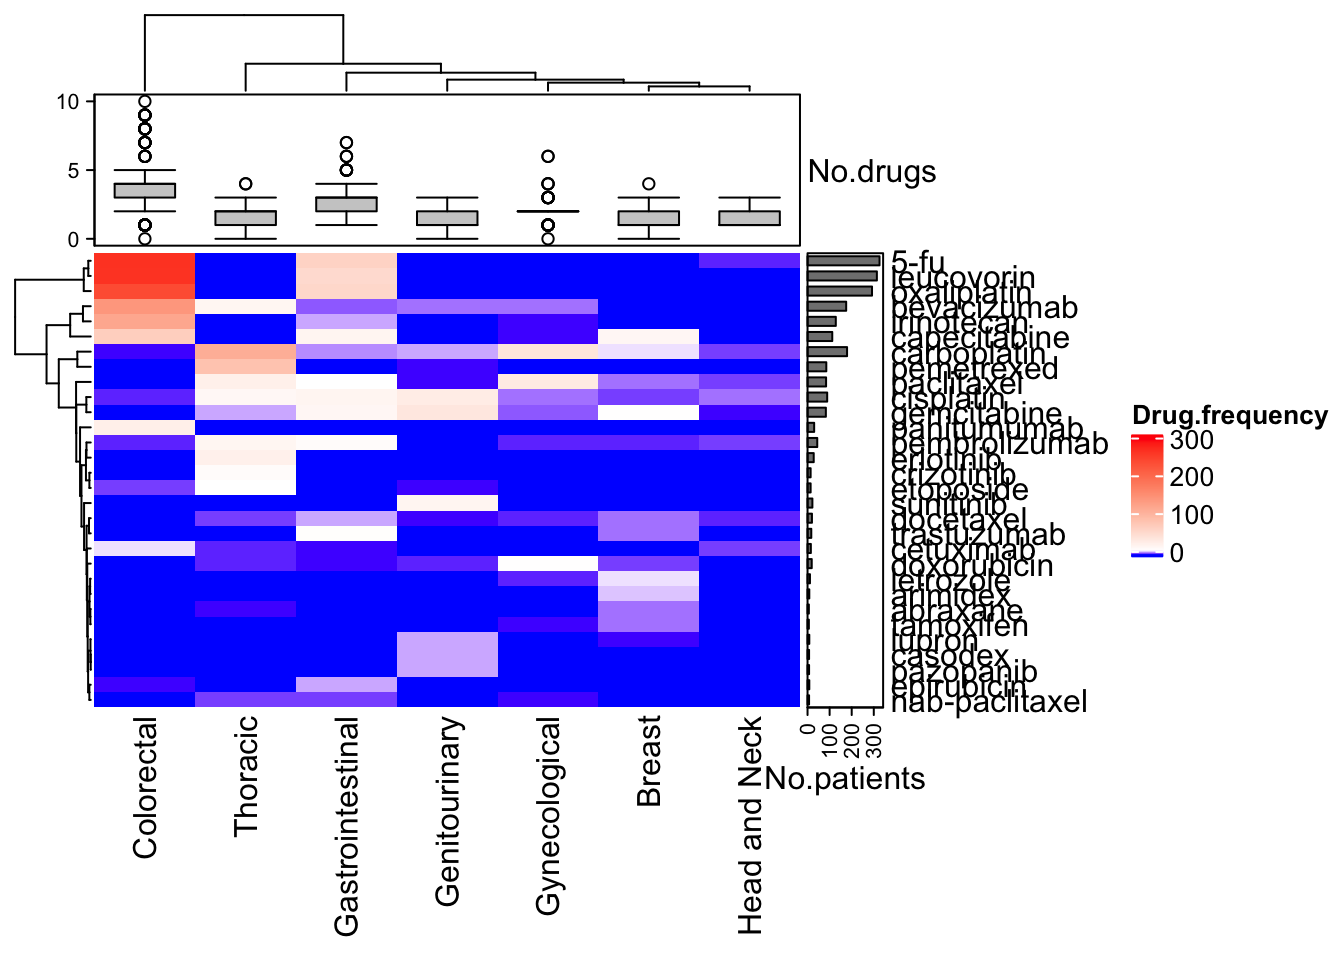 10
5
0
No.drugs
5-fu
leucovorin
oxaliplatin
bevacizumab
irinotecan
capecitabine
carboplatin
pemetrexed
paclitaxel
cisplatin
gemcitabine
panitumumab
pembrolizumab
erlotinib
crizotinib
etoposide
sunitinib
docetaxel
trastuzumab
cetuximab
doxorubicin
letrozole
arimidex
abraxane
tamoxifen
lupron
casodex
pazopanib
epirubicin
nab-paclitaxel
Drug.frequency
300
200
100
0
0
100
200
300
No.patients
Colorectal
Thoracic
Gastrointestinal
Genitourinary
Gynecological
Breast
Head and Neck